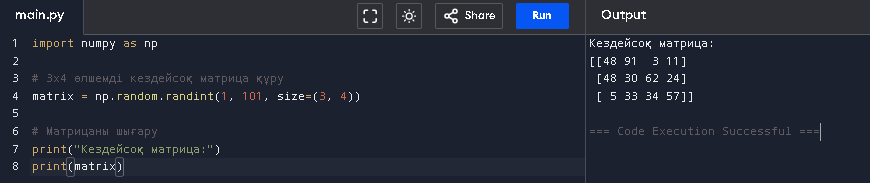 main.py
Share
Run
Output
1 import numpy as np
2
3 # 3x4 өлшемді кездейсоқ матрица құру
4 matrix = np.random.randint(1, 101, size=(3, 4))
5
6 # Матрицаны шығару
7 print("Кездейсоқ матрица:")
8 print(matrix)
Кездейсоқ матрица:
[[48 91  3 11]
 [48 30 62 24]
 [ 5 33 34 57]]
=== Code Execution Successful ===